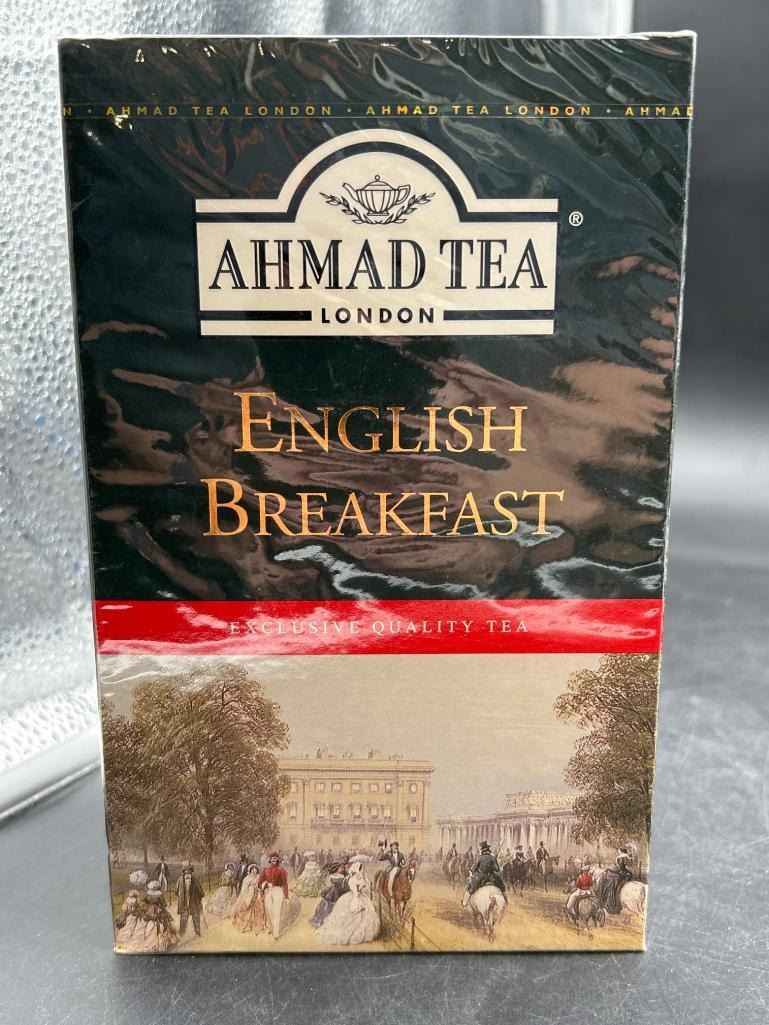 N · AHMAD TEA LONDON · AHMAD TEA LONDON · AHMAD
AHMAD TEA ®
LONDON
ENGLISH
BREAKFAST
EXCLUSIVE QUALITY TEA